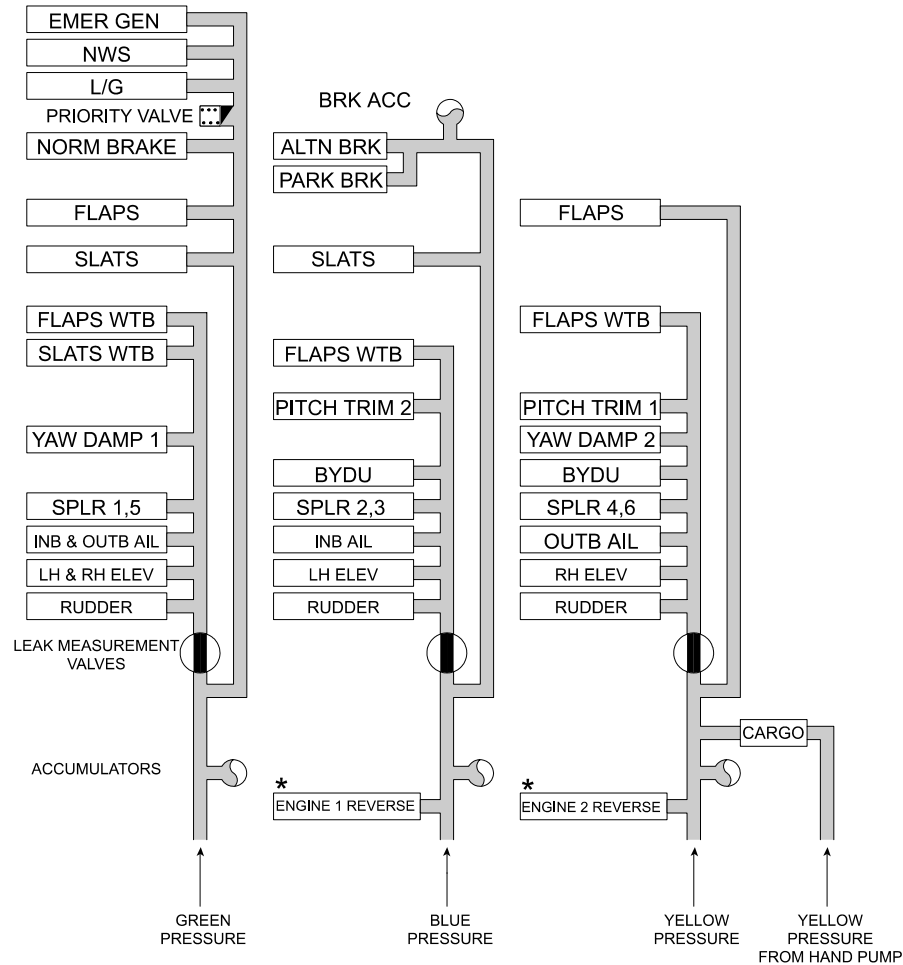 EMER GEN
NWS
L/G
PRIORITY VALVE
NORM BRAKE
FLAPS
SLATS
FLAPS WTB
SLATS WTB
YAW DAMP 1
SPLR 1,5
INB & OUTB AIL
LH & RH ELEV
RUDDER
LEAK MEASUREMENT
VALVES
ACCUMULATORS
GREEN
PRESSURE
BRK ACC
ALTN BRK
PARK BRK
SLATS
FLAPS WTB
PITCH TRIM 2
BYDU
SPLR 2,3
INB AIL
LH ELEV
RUDDER
*
ENGINE 1 REVERSE
BLUE
PRESSURE
FLAPS
FLAPS WTB
PITCH TRIM 1
YAW DAMP 2
BYDU
SPLR 4,6
OUTB AIL
RH ELEV
RUDDER
CARGO
*
ENGINE 2 REVERSE
YELLOW
PRESSURE
YELLOW
PRESSURE
FROM HAND PUMP